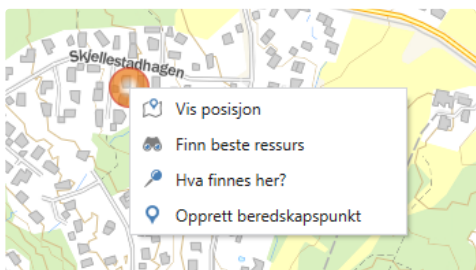 Skjellestadhagen
Vis posisjon
Finn beste ressurs
Hva finnes her?
Opprett beredskapspunkt